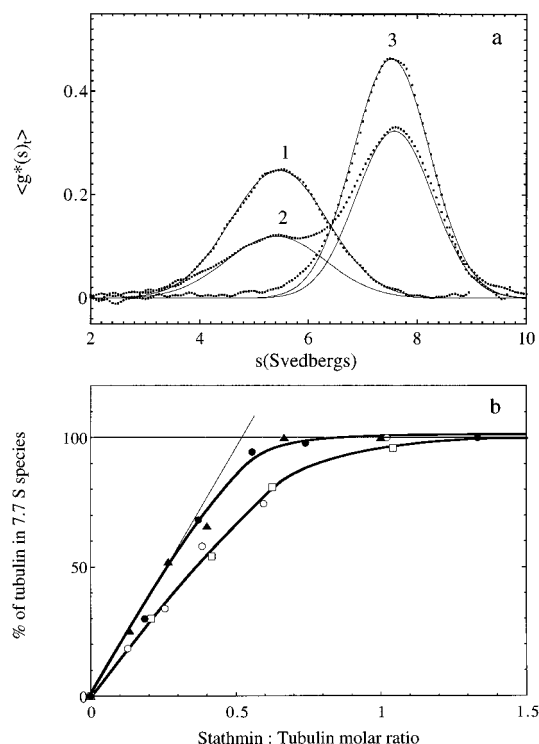 a
3
0.4
<g*(s)t>
1
0.2
2
0
2 4 6 8 10
s(Svedbergs)
b
100
% of tubulin in 7.7 S species
50
0
0 0.5 1 1.5
Stathmin : Tubulin molar ratio